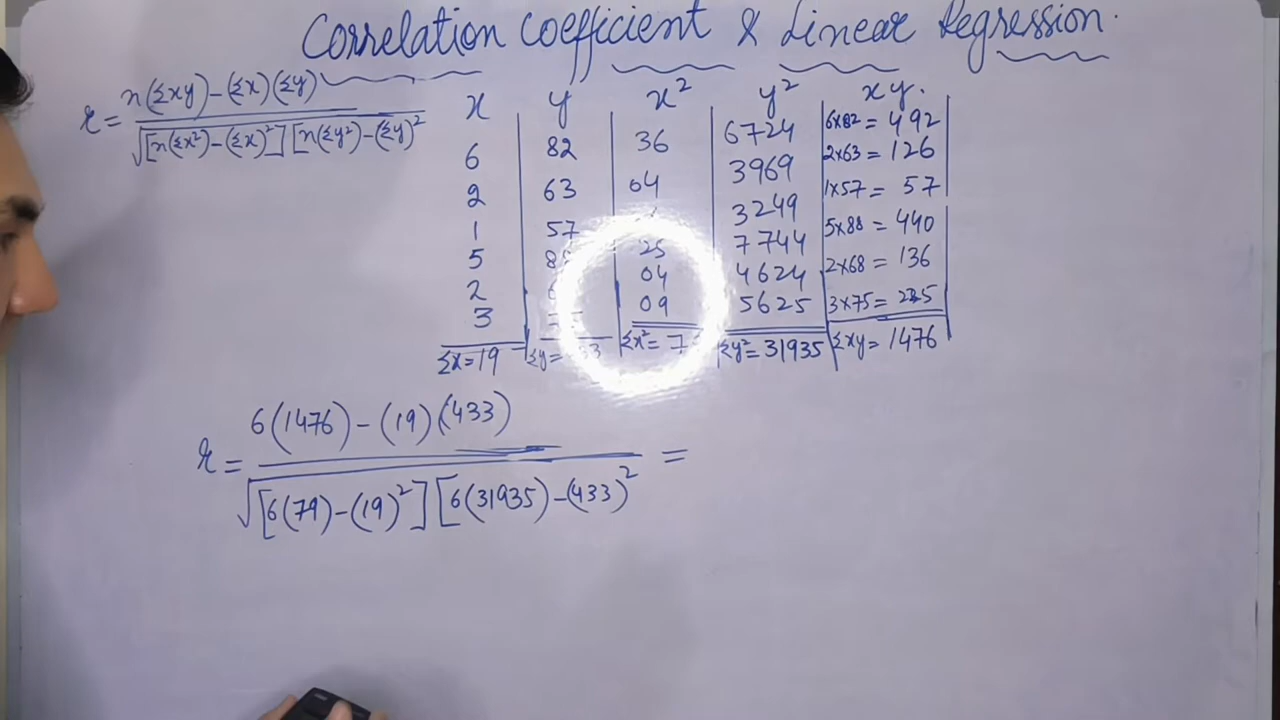 Correlation Coefficient & Linear Regression.
r = n(Σxy)-(Σx)(Σy) / √[n(Σx²)-(Σx)²][n(Σy²)-(Σy)²
x y x² y² xy.
6 82 36 6724 6x82 = 492
2 63 04 3969 2x63 = 126
1 57 3249 1x57 = 57
5 25 7744 5x88 = 440
2 04 4624 2x68 = 136
3 09 5625 3x75 = 225
Σx=19 Σy= Σx²= Σy²=31935 Σxy=1476
r = 6(1476)-(19)(433) / √[6(79)-(19)²][6(31935)-(433)² =